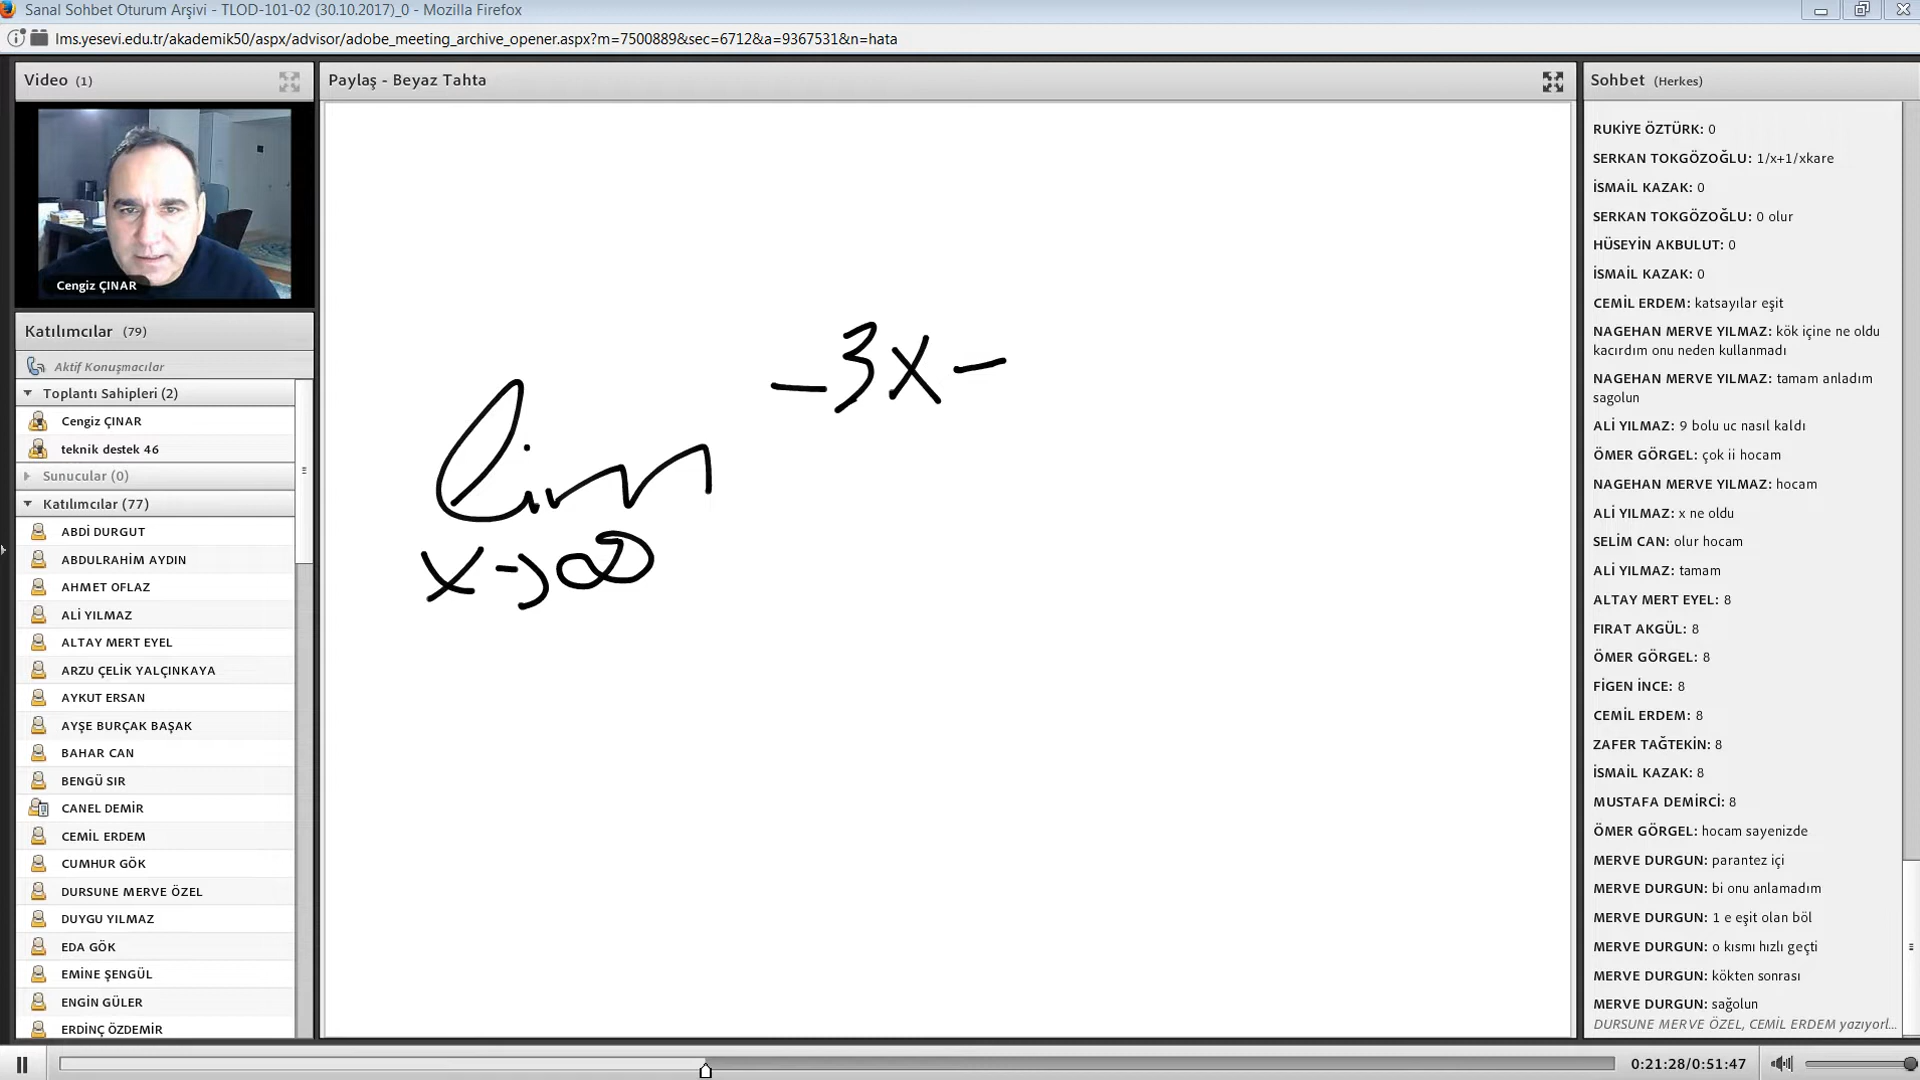 Sanal Sohbet Oturum Arşivi - TLOD-101-02 (30.10.2017)_0 - Mozilla Firefox
lms.yesevi.edu.tr/akademik50/aspx/advisor/adobe_meeting_archive_opener.aspx?m=7500889&sec=6712&a=9367531&n=hata
Video (1)
Cengiz ÇINAR
Katılımcılar (79)
Aktif Konuşmacılar
Toplantı Sahipleri (2)
Cengiz ÇINAR
teknik destek 46
Sunucular (0)
Katılımcılar (77)
ABDİ DURGUT
ABDULRAHİM AYDIN
AHMET OFLAZ
ALİ YILMAZ
ALTAY MERT EYEL
ARZU ÇELİK YALÇINKAYA
AYKUT ERSAN
AYŞE BURÇAK BAŞAK
BAHAR CAN
BENGÜ SIR
CANEL DEMİR
CEMİL ERDEM
CUMHUR GÖK
DURSUNE MERVE ÖZEL
DUYGU YILMAZ
EDA GÖK
EMİNE ŞENGÜL
ENGİN GÜLER
ERDİNÇ ÖZDEMİR
Paylaş - Beyaz Tahta
-3x-
lim
x→∞
Sohbet (Herkes)
RUKİYE ÖZTÜRK: 0
SERKAN TOKGÖZOĞLU: 1/x+1/xkare
İSMAİL KAZAK: 0
SERKAN TOKGÖZOĞLU: 0 olur
HÜSEYİN AKBULUT: 0
İSMAİL KAZAK: 0
CEMİL ERDEM: katsayılar eşit
NAGEHAN MERVE YILMAZ: kök içine ne oldu
kacırdım onu neden kullanmadı
NAGEHAN MERVE YILMAZ: tamam anladım
sagolun
ALİ YILMAZ: 9 bolu uc nasıl kaldı
ÖMER GÖRGEL: çok ii hocam
NAGEHAN MERVE YILMAZ: hocam
ALİ YILMAZ: x ne oldu
SELİM CAN: olur hocam
ALİ YILMAZ: tamam
ALTAY MERT EYEL: 8
FIRAT AKGÜL: 8
ÖMER GÖRGEL: 8
FİGEN İNCE: 8
CEMİL ERDEM: 8
ZAFER TAĞTEKİN: 8
İSMAİL KAZAK: 8
MUSTAFA DEMİRCİ: 8
ÖMER GÖRGEL: hocam sayenizde
MERVE DURGUN: parantez içi
MERVE DURGUN: bi onu anlamadım
MERVE DURGUN: 1 e eşit olan böl
MERVE DURGUN: o kısmı hızlı geçti
MERVE DURGUN: kökten sonrası
MERVE DURGUN: sağolun
DURSUNE MERVE ÖZEL, CEMİL ERDEM yazıyorl...
0:21:28/0:51:47